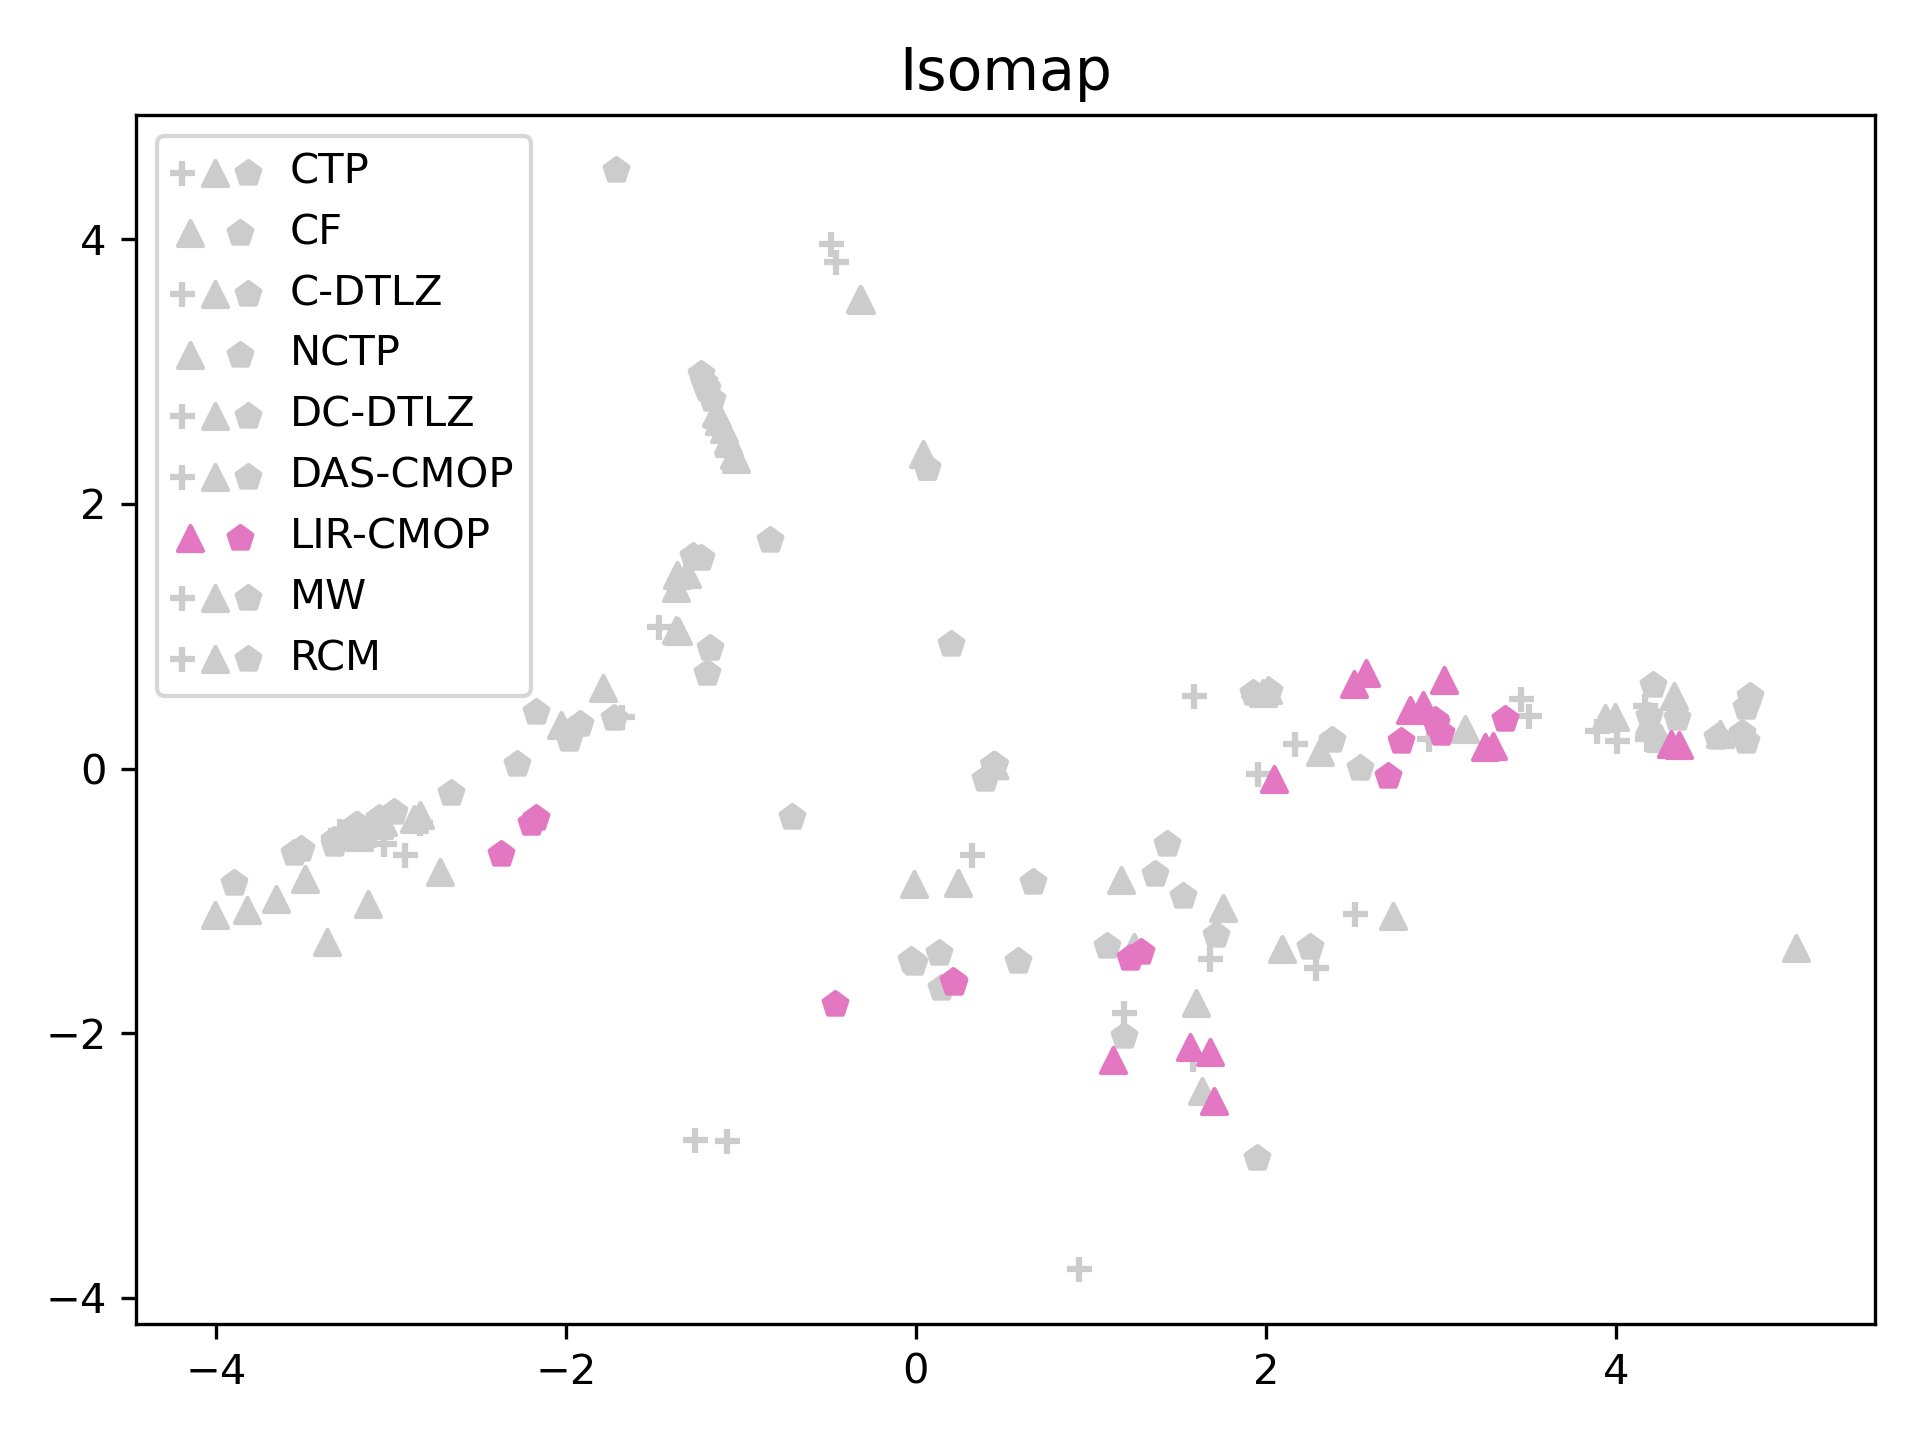 Isomap
CTP
CF
C-DTLZ
NCTP
DC-DTLZ
DAS-CMOP
LIR-CMOP
MW
RCM
4
2
0
−2
−4
−4 −2 0 2 4